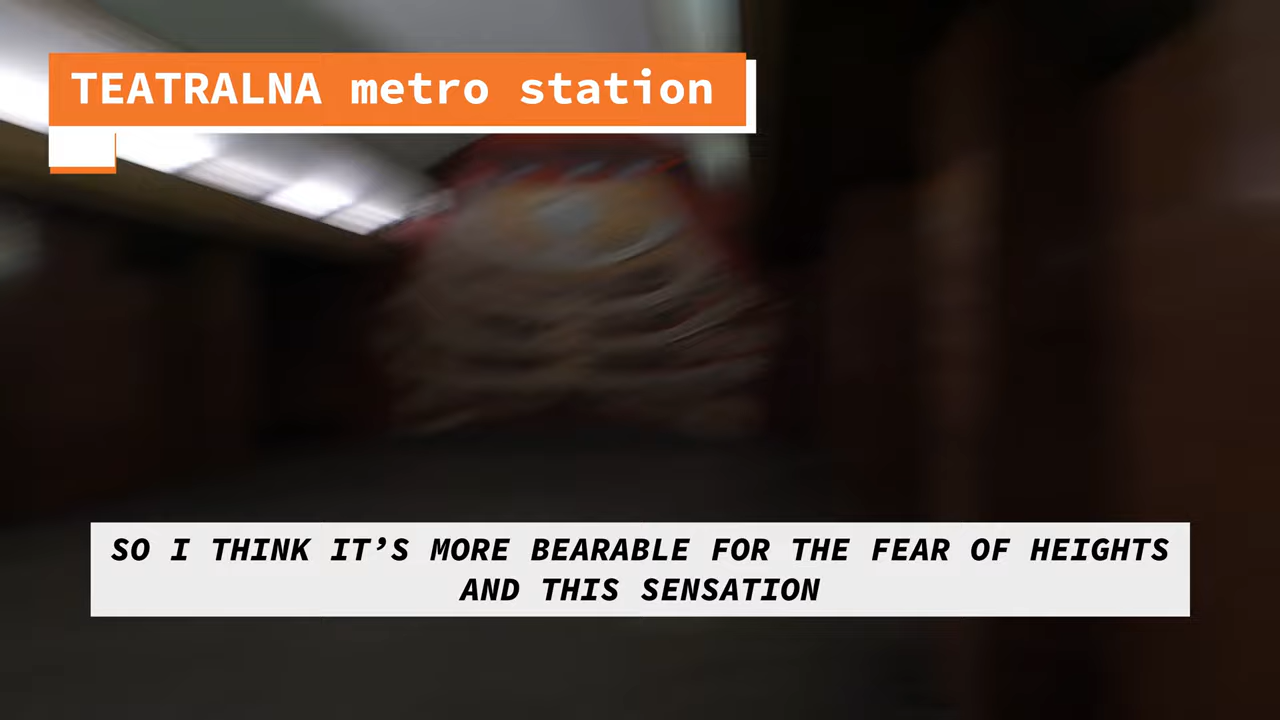 TEATRALNA metro station
SO I THINK IT’S MORE BEARABLE FOR THE FEAR OF HEIGHTS
AND THIS SENSATION